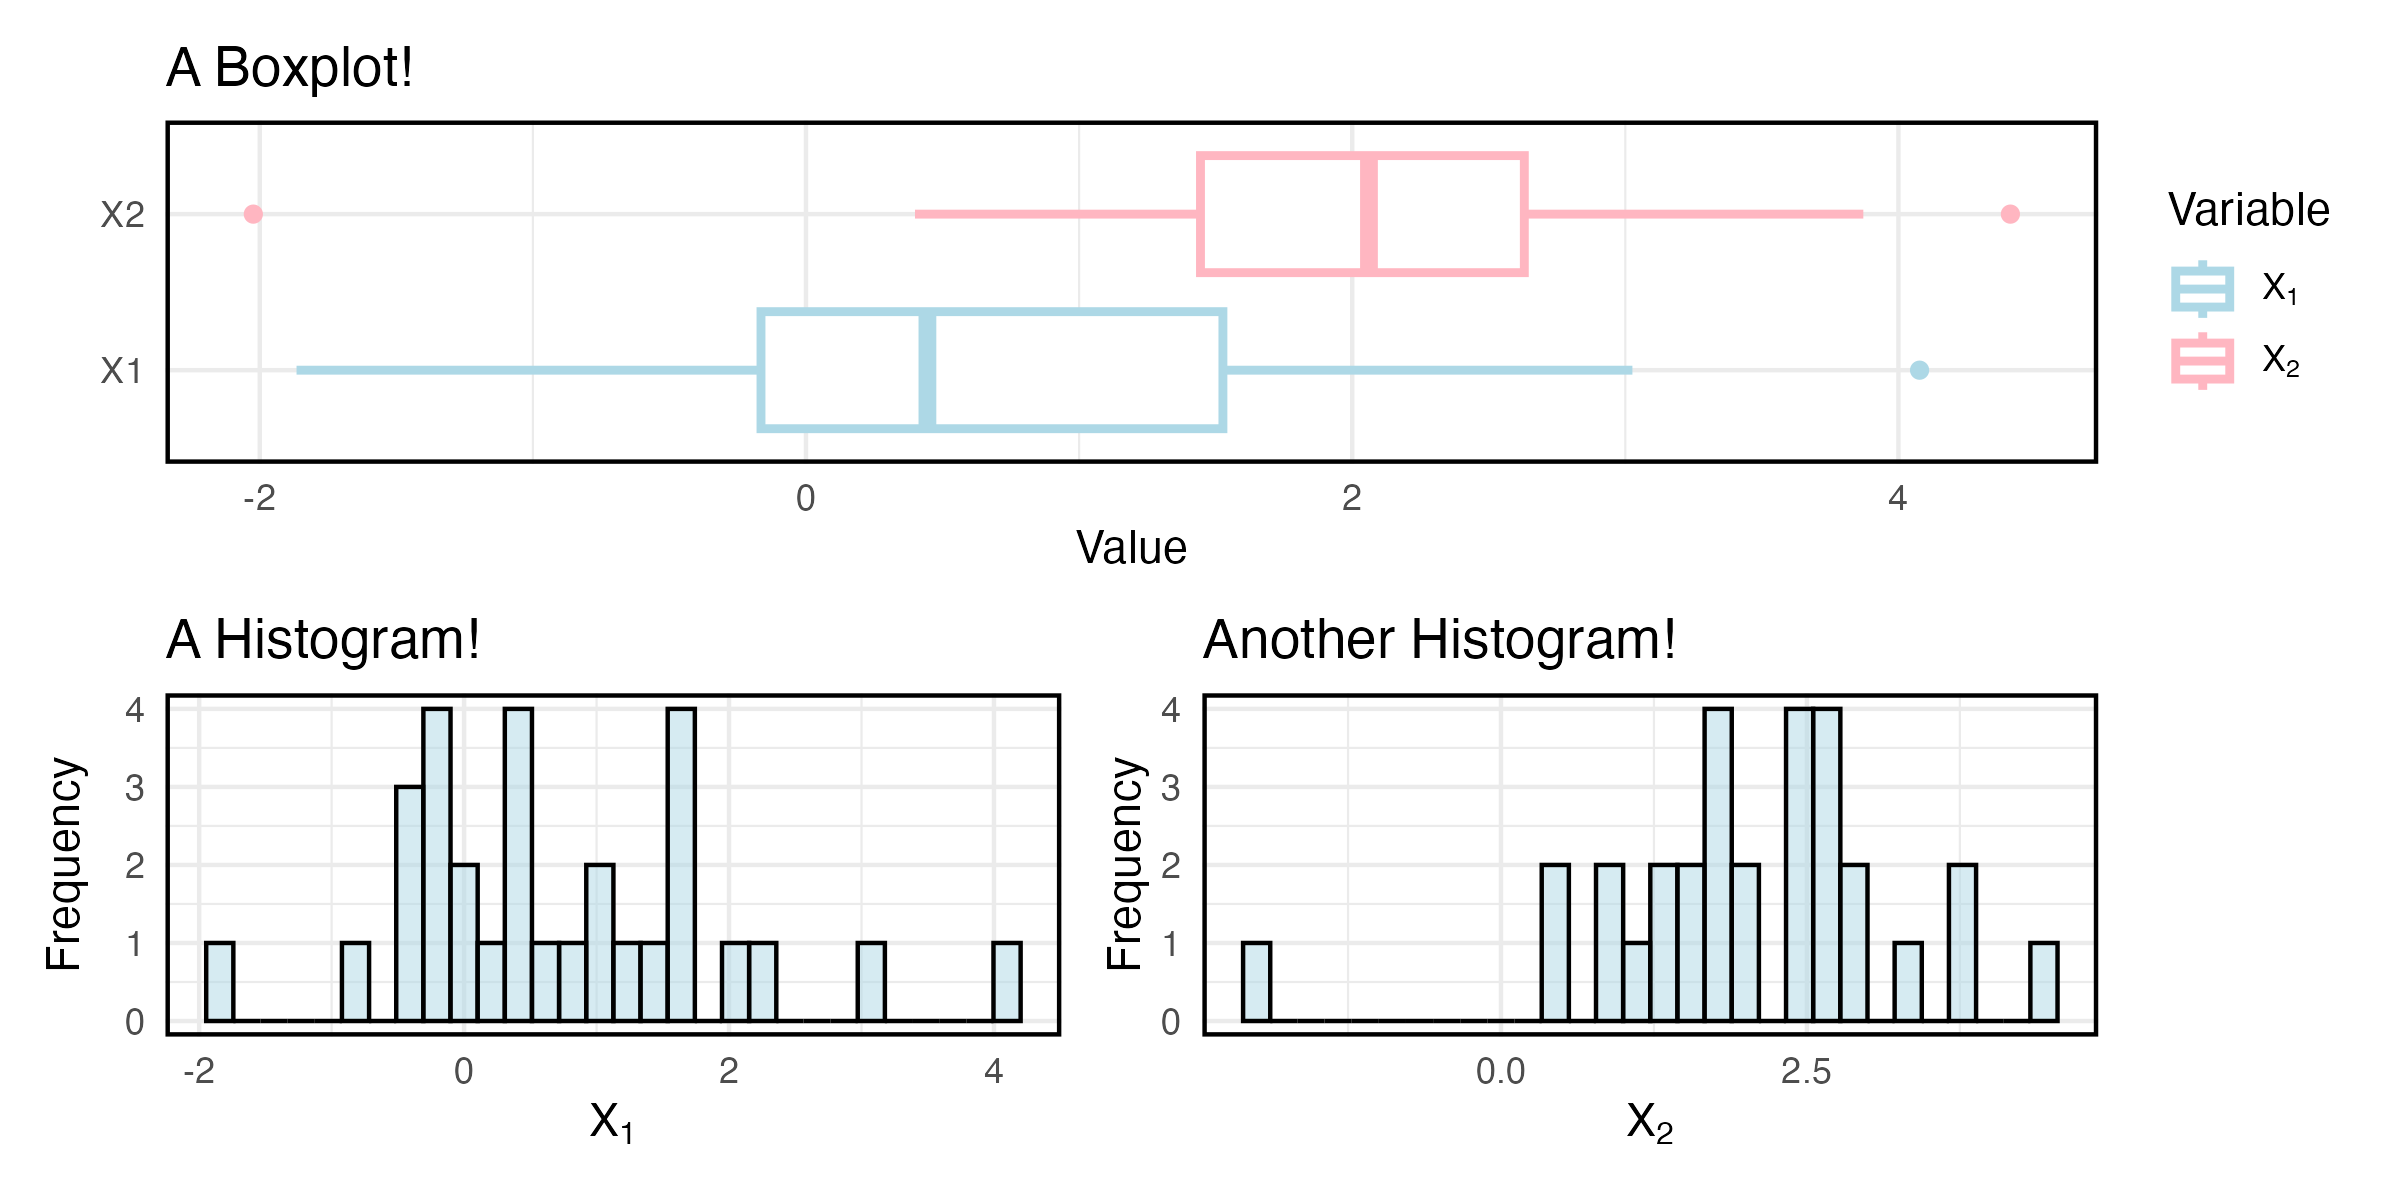 A Boxplot!
X2
X1
-2 0 2 4
Value
Variable
X₁
X₂
A Histogram!
Frequency
4
3
2
1
0
-2 0 2 4
X₁
Another Histogram!
Frequency
4
3
2
1
0
0.0 2.5
X₂